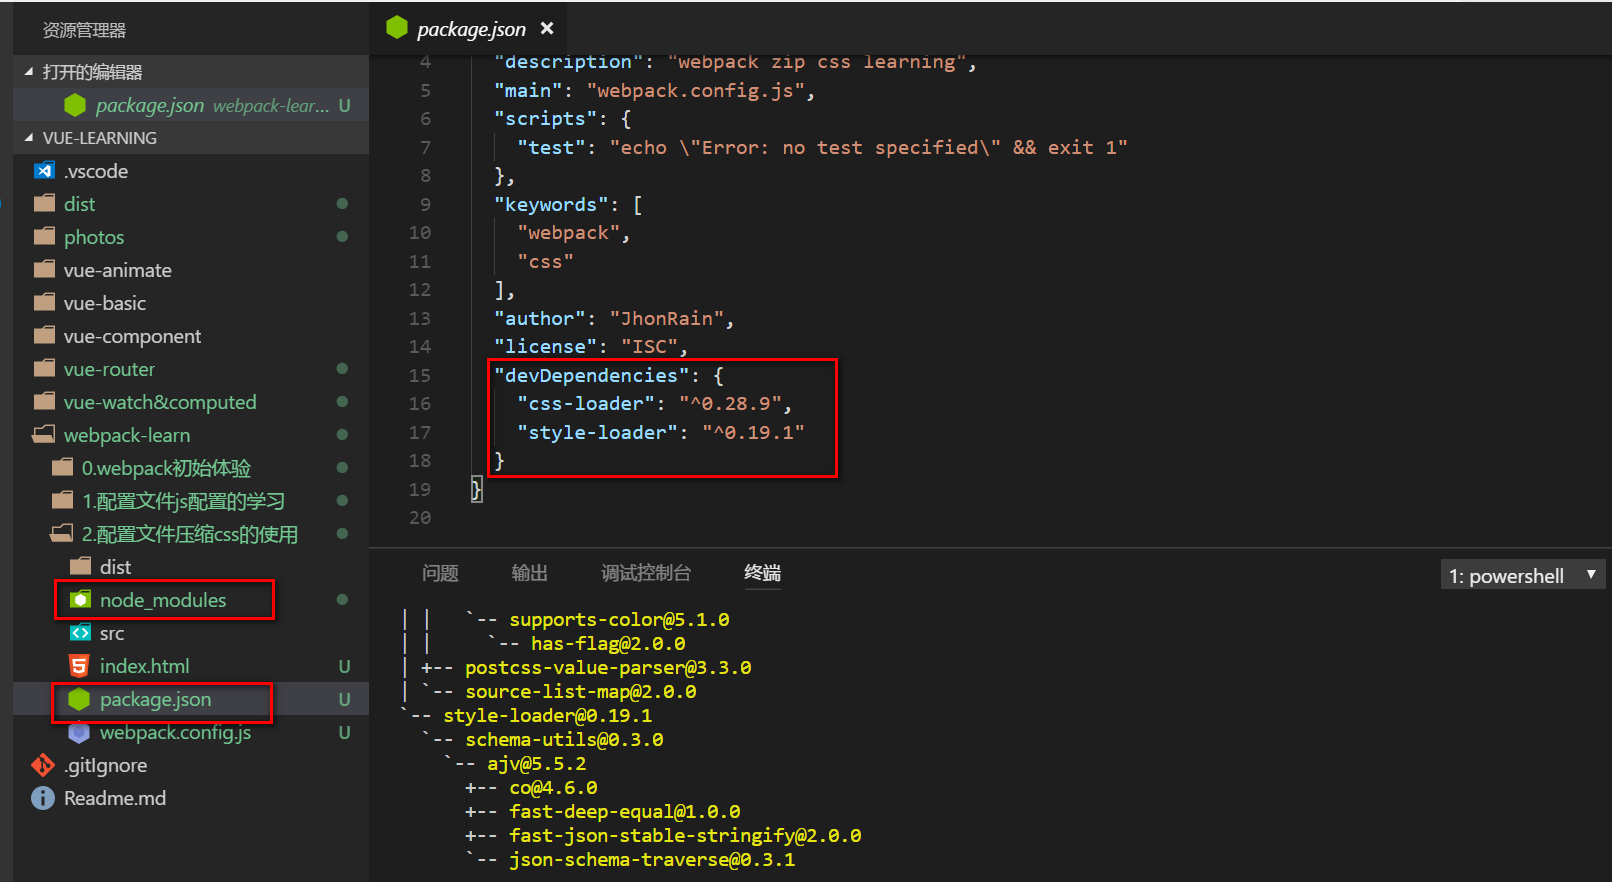 资源管理器
打开的编辑器
package.json webpack-lear... U
VUE-LEARNING
.vscode
dist
photos
vue-animate
vue-basic
vue-component
vue-router
vue-watch&computed
webpack-learn
0.webpack初始体验
1.配置文件js配置的学习
2.配置文件压缩css的使用
dist
node_modules
src
index.html U
package.json U
webpack.config.js U
.gitIgnore
Readme.md
package.json ×
4 "description": "webpack zip css learning",
5 "main": "webpack.config.js",
6 "scripts": {
7 "test": "echo \"Error: no test specified\" && exit 1"
8 },
9 "keywords": [
10 "webpack",
11 "css"
12 ],
13 "author": "JhonRain",
14 "license": "ISC",
15 "devDependencies": {
16 "css-loader": "^0.28.9",
17 "style-loader": "^0.19.1"
18 }
19 }
20
问题 输出 调试控制台 终端 1: powershell
| | `-- supports-color@5.1.0
| | `-- has-flag@2.0.0
| +-- postcss-value-parser@3.3.0
| `-- source-list-map@2.0.0
`-- style-loader@0.19.1
`-- schema-utils@0.3.0
`-- ajv@5.5.2
+-- co@4.6.0
+-- fast-deep-equal@1.0.0
+-- fast-json-stable-stringify@2.0.0
`-- json-schema-traverse@0.3.1